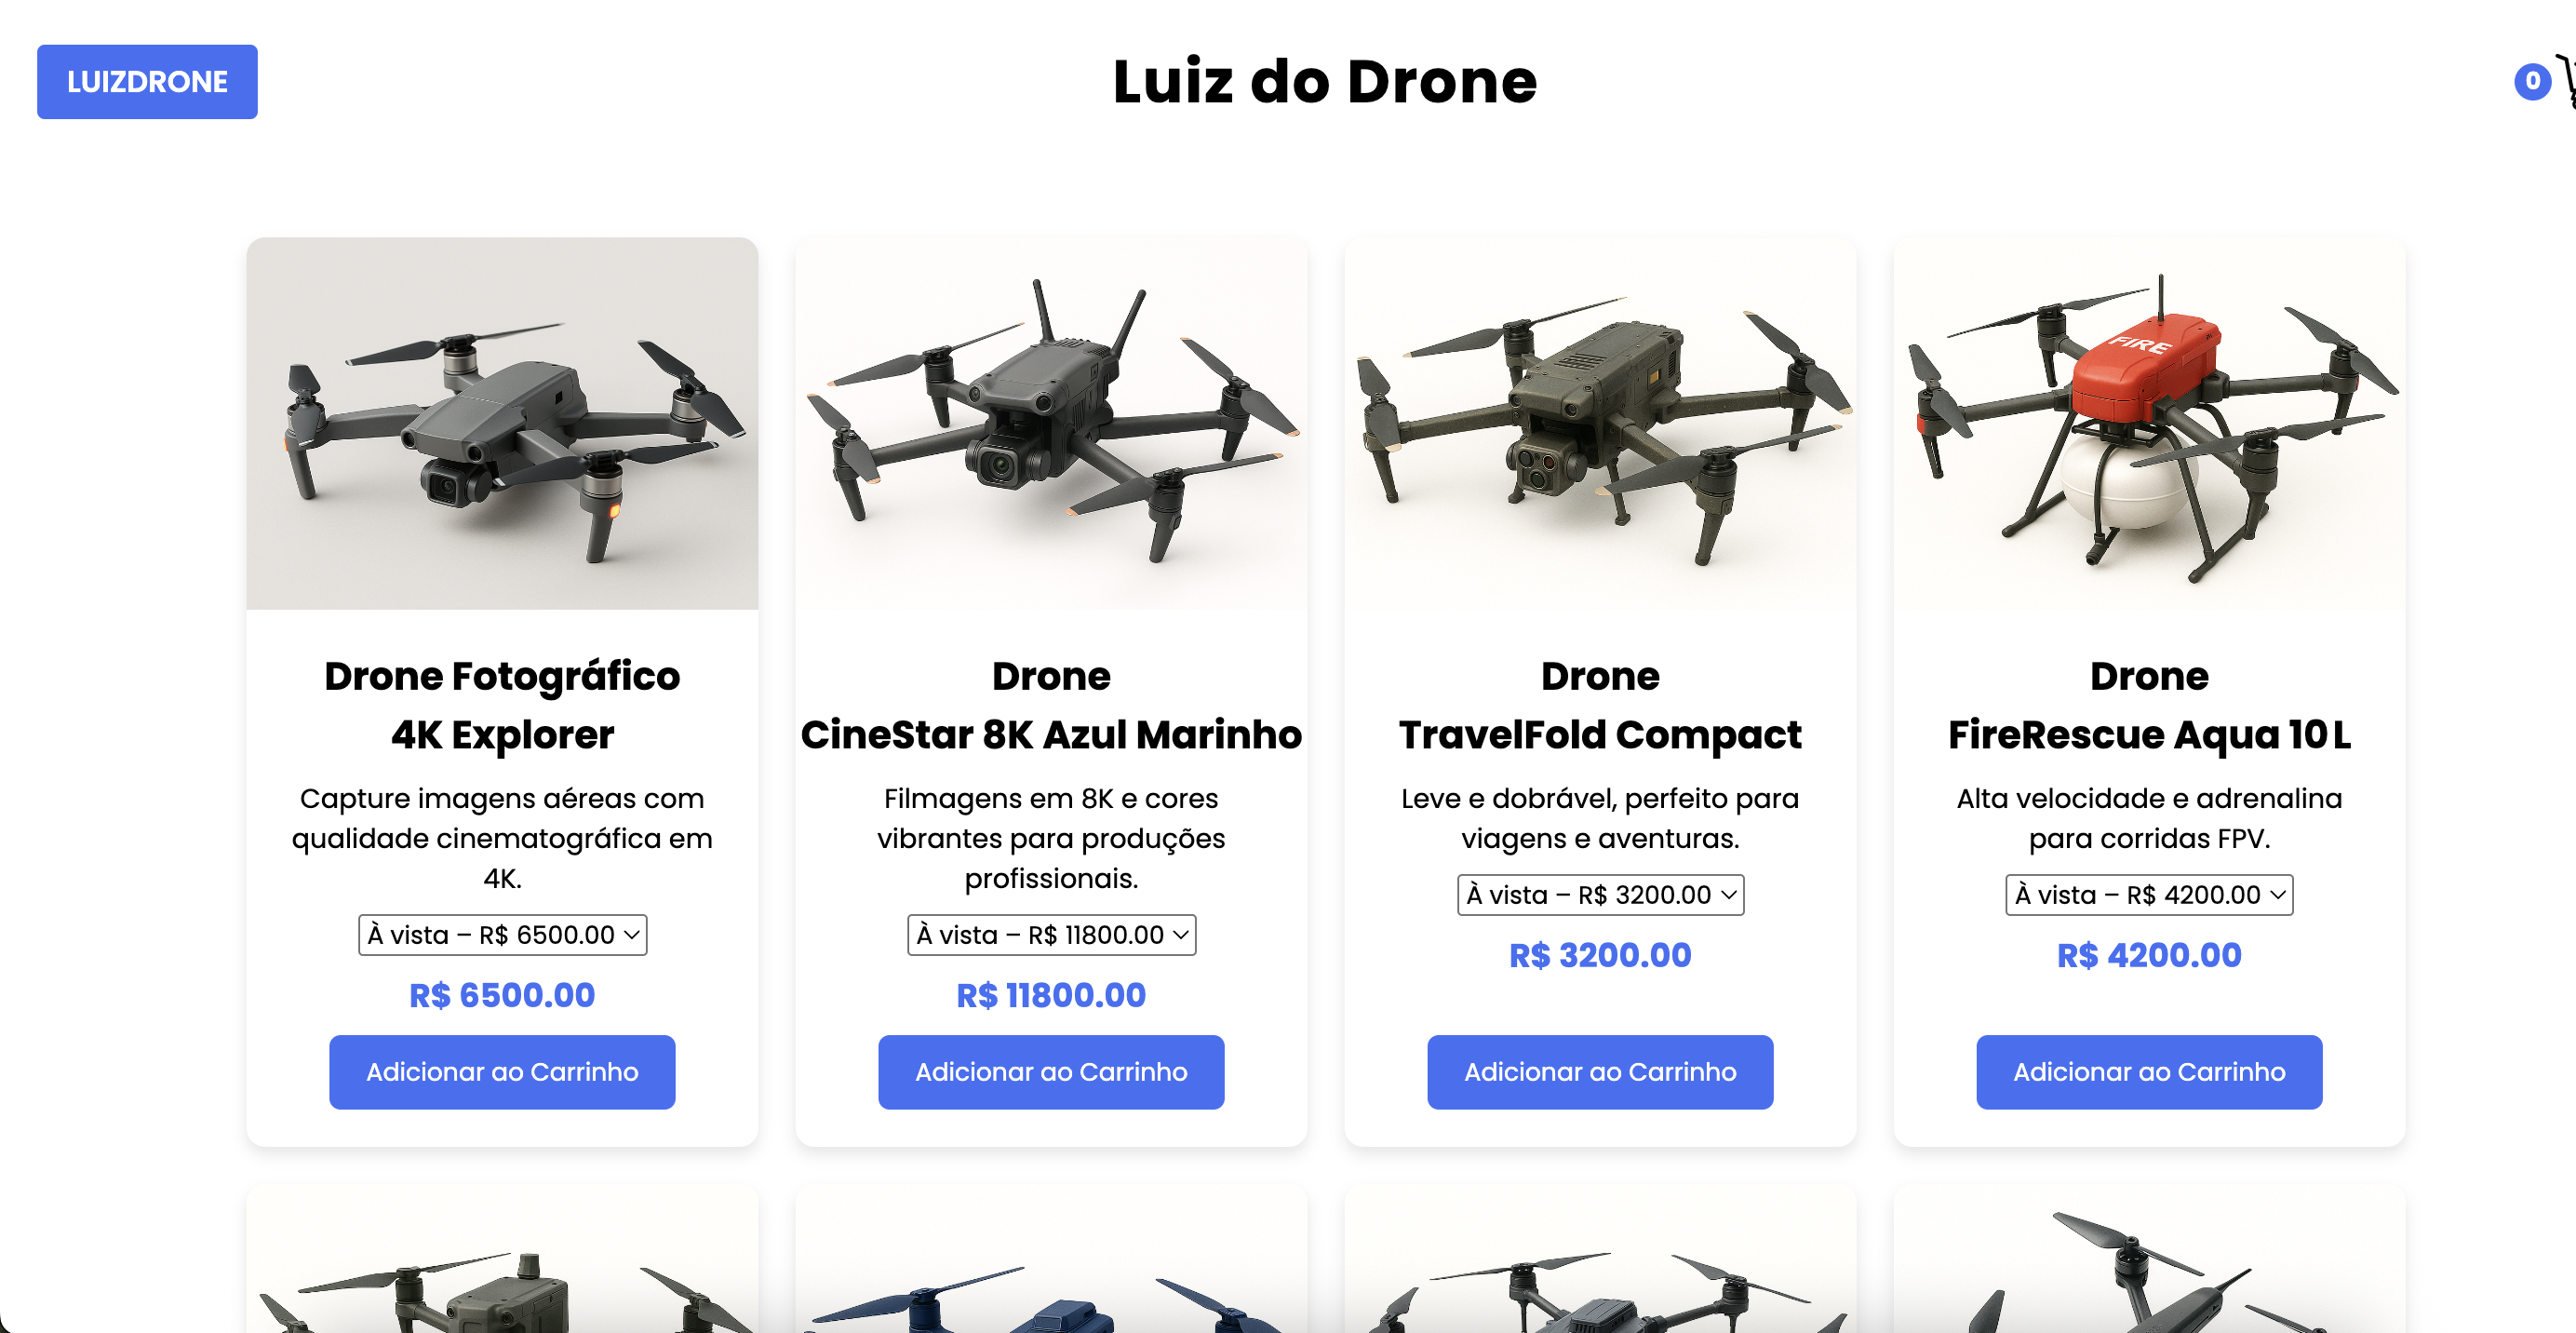 LUIZDRONE
Luiz do Drone
0
FIRE
Drone Fotográfico
4K Explorer
Capture imagens aéreas com
qualidade cinematográfica em
4K.
À vista – R$ 6500.00
R$ 6500.00
Adicionar ao Carrinho
Drone
CineStar 8K Azul Marinho
Filmagens em 8K e cores
vibrantes para produções
profissionais.
À vista – R$ 11800.00
R$ 11800.00
Adicionar ao Carrinho
Drone
TravelFold Compact
Leve e dobrável, perfeito para
viagens e aventuras.
À vista – R$ 3200.00
R$ 3200.00
Adicionar ao Carrinho
Drone
FireRescue Aqua 10 L
Alta velocidade e adrenalina
para corridas FPV.
À vista – R$ 4200.00
R$ 4200.00
Adicionar ao Carrinho